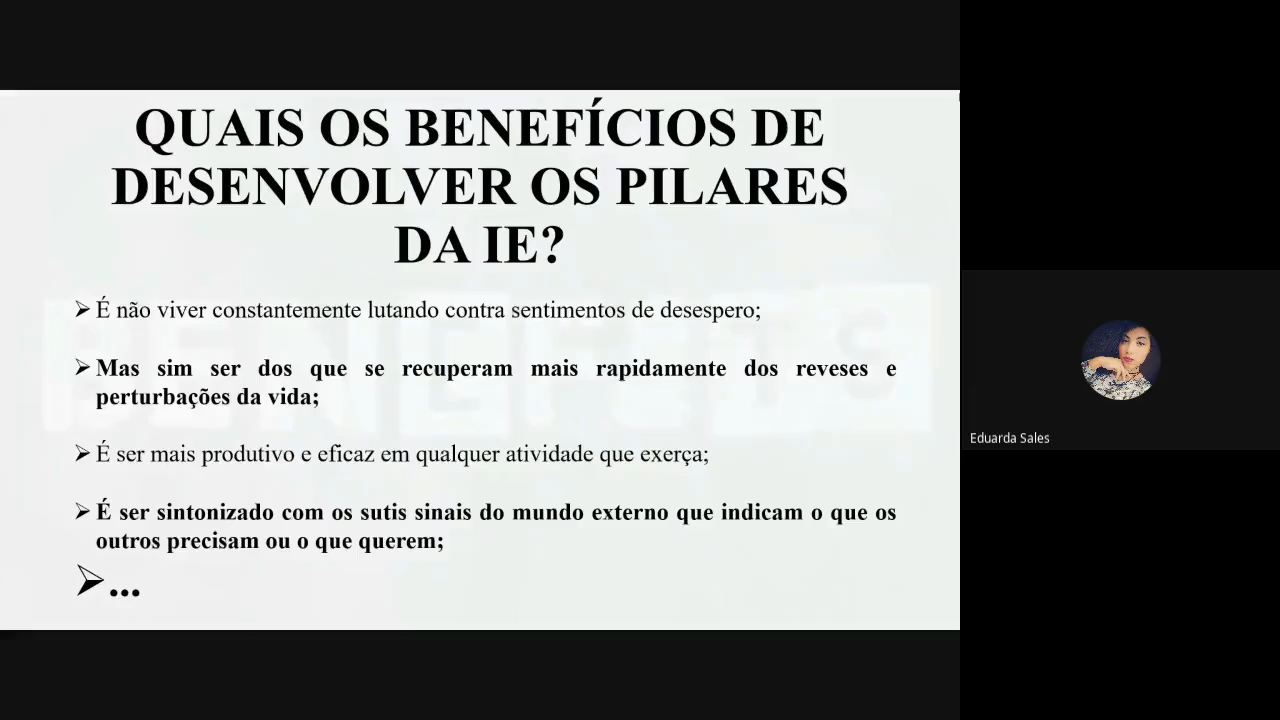 QUAIS OS BENEFÍCIOS DE
DESENVOLVER OS PILARES
DA IE?
➢ É não viver constantemente lutando contra sentimentos de desespero;
➢ Mas sim ser dos que se recuperam mais rapidamente dos reveses e
perturbações da vida;
➢ É ser mais produtivo e eficaz em qualquer atividade que exerça;
➢ É ser sintonizado com os sutis sinais do mundo externo que indicam o que os
outros precisam ou o que querem;
➢ ...
Eduarda Sales